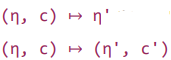 (η, c) ↦ η'
(η, c) ↦ (η', c')